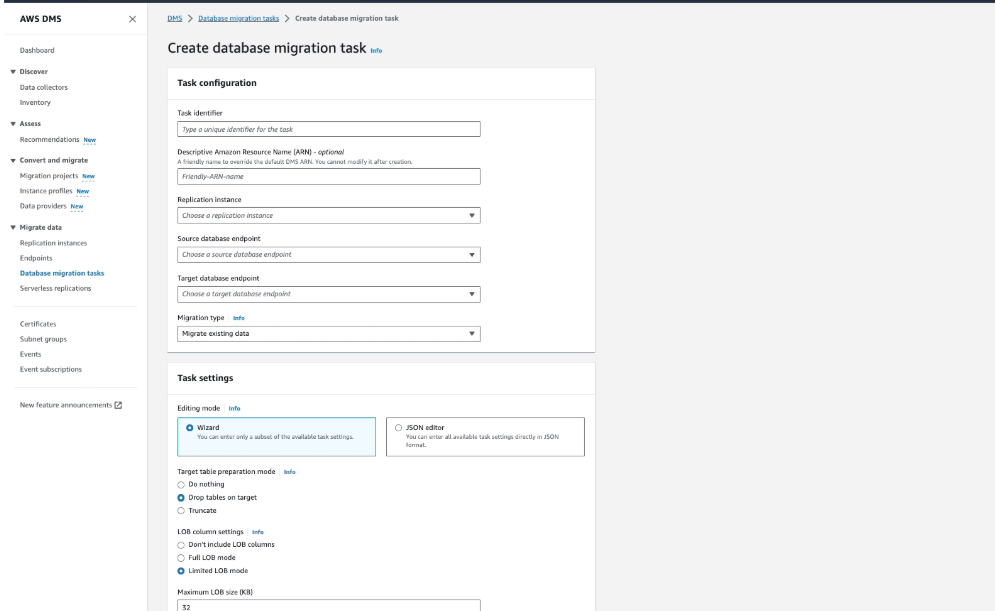 AWS DMS
Dashboard
Discover
Data collectors
Inventory
Assess
Recommendations New
Convert and migrate
Migration projects New
Instance profiles New
Data providers New
Migrate data
Replication instances
Endpoints
Database migration tasks
Serverless replications
Certificates
Subnet groups
Events
Event subscriptions
New feature announcements
DMS > Database migration tasks > Create database migration task
Create database migration task Info
Task configuration
Task identifier
Type a unique identifier for the task
Descriptive Amazon Resource Name (ARN) - optional
A friendly name to override the default DMS ARN. You cannot modify it after creation.
Friendly-ARN-name
Replication instance
Choose a replication instance
Source database endpoint
Choose a source database endpoint
Target database endpoint
Choose a target database endpoint
Migration type Info
Migrate existing data
Task settings
Editing mode Info
Wizard
You can enter only a subset of the available task settings.
JSON editor
You can enter all available task settings directly in JSON
format.
Target table preparation mode Info
Do nothing
Drop tables on target
Truncate
LOB column settings Info
Don't include LOB columns
Full LOB mode
Limited LOB mode
Maximum LOB size (KB)
32